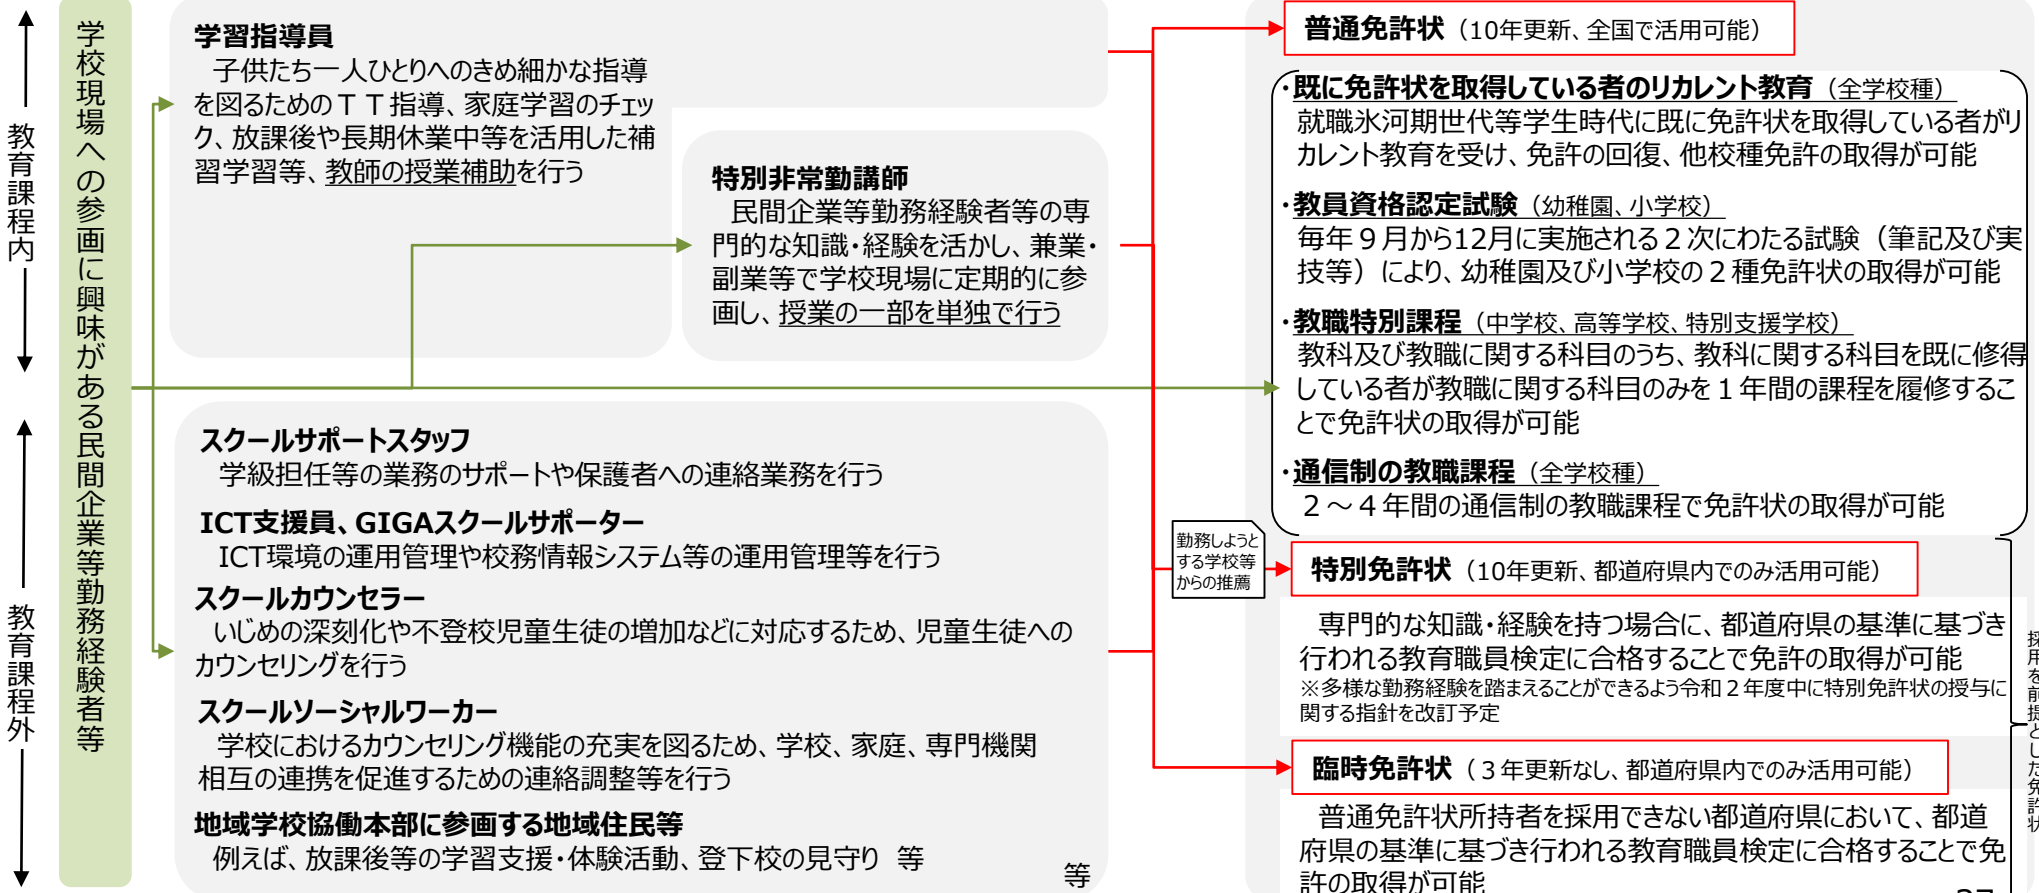 教育課程内
教育課程外
学校現場への参画に興味がある民間企業等勤務経験者等
学習指導員
子供たち一人ひとりへのきめ細かな指導
を図るためのＴＴ指導、家庭学習のチェッ
ク、放課後や長期休業中等を活用した補
習学習等、教師の授業補助を行う
特別非常勤講師
民間企業等勤務経験者等の専
門的な知識・経験を活かし、兼業・
副業等で学校現場に定期的に参
画し、授業の一部を単独で行う
スクールサポートスタッフ
学級担任等の業務のサポートや保護者への連絡業務を行う
ICT支援員、GIGAスクールサポーター
ICT環境の運用管理や校務情報システム等の運用管理等を行う
スクールカウンセラー
いじめの深刻化や不登校児童生徒の増加などに対応するため、児童生徒への
カウンセリングを行う
スクールソーシャルワーカー
学校におけるカウンセリング機能の充実を図るため、学校、家庭、専門機関
相互の連携を促進するための連絡調整等を行う
地域学校協働本部に参画する地域住民等
例えば、放課後等の学習支援・体験活動、登下校の見守り 等
等
普通免許状（10年更新、全国で活用可能）
・既に免許状を取得している者のリカレント教育（全学校種）
就職氷河期世代等学生時代に既に免許状を取得している者がリ
カレント教育を受け、免許の回復、他校種免許の取得が可能
・教員資格認定試験（幼稚園、小学校）
毎年９月から12月に実施される２次にわたる試験（筆記及び実
技等）により、幼稚園及び小学校の２種免許状の取得が可能
・教職特別課程（中学校、高等学校、特別支援学校）
教科及び教職に関する科目のうち、教科に関する科目を既に修得
している者が教職に関する科目のみを１年間の課程を履修するこ
とで免許状の取得が可能
・通信制の教職課程（全学校種）
２～４年間の通信制の教職課程で免許状の取得が可能
勤務しようと
する学校等
からの推薦
特別免許状（10年更新、都道府県内でのみ活用可能）
専門的な知識・経験を持つ場合に、都道府県の基準に基づき
行われる教育職員検定に合格することで免許の取得が可能
※多様な勤務経験を踏まえることができるよう令和２年度中に特別免許状の授与に
関する指針を改訂予定
臨時免許状（３年更新なし、都道府県内でのみ活用可能）
普通免許状所持者を採用できない都道府県において、都道
府県の基準に基づき行われる教育職員検定に合格することで免
許の取得が可能
採用を前提とした免許状